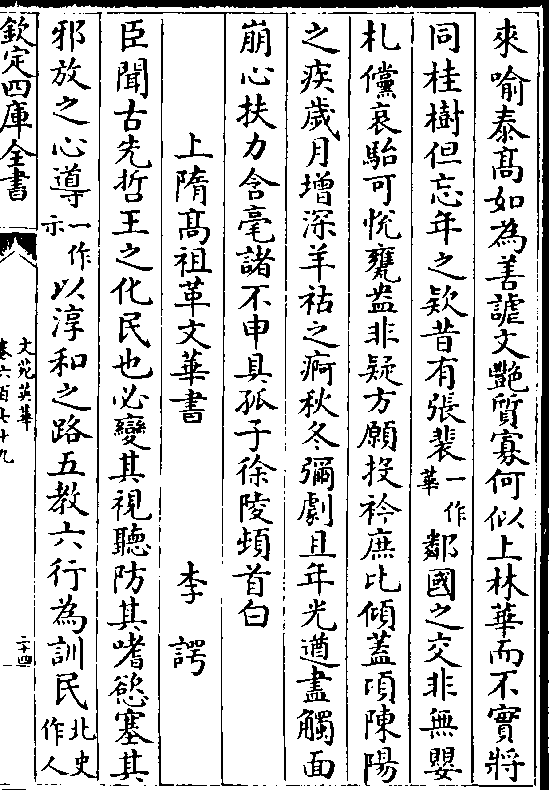 來喻泰髙如為善謔文艷質寡何似上林華而不實將
同桂樹但忘年之欵昔有張裴一作華鄰國之交非無嬰
札儻哀駘可恱甕盎非疑方願投衿庶比傾蓋項陳陽
之疾歲月增深羊祜之痾秋冬彌劇且年光遒盡觸面
崩心扶力含毫諸不申具孤子徐陵頓首白
上隋髙祖革文華書 李諤
臣聞古先哲王之化民也必變其視聽防其嗜慾塞其
邪放之心導一作示以淳和之路五教六行為訓民北史作人
欽定四庫全書
文苑英華
卷六百七十九
二十四